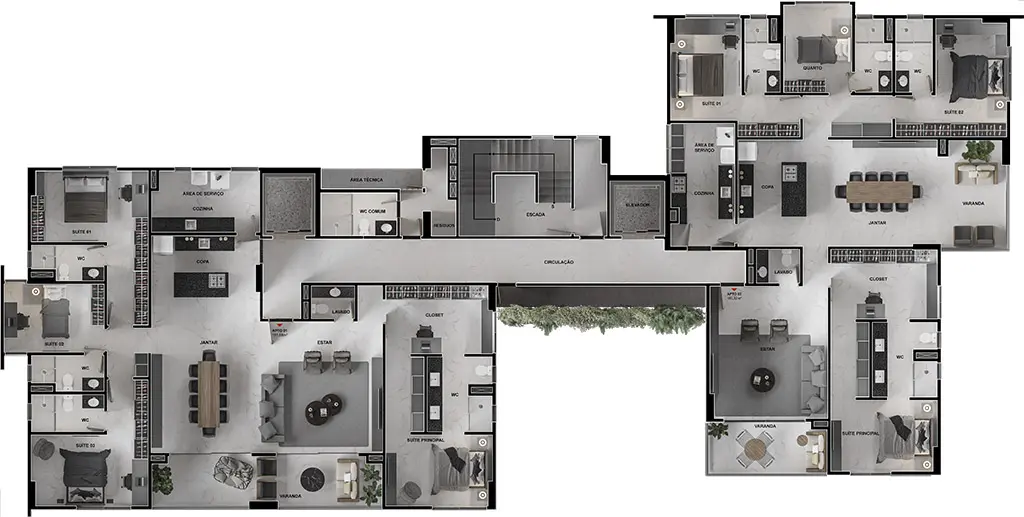 QUARTO
WC
WC
WC
SUÍTE 01
SUÍTE 02
ÁREA DE
SERVIÇO
COZINHA
COPA
JANTAR
VARANDA
ÁREA TÉCNICA
ÁREA DE SERVIÇO
COZINHA
WC COMUM
RESÍDUOS
ESCADA
D
S
ELEVADOR
SUÍTE 01
WC
COPA
CIRCULAÇÃO
LAVABO
CLOSET
LAVABO
APTO 01
APTO 02
CLOSET
SUÍTE 02
JANTAR
ESTAR
ESTAR
WC
WC
WC
WC
SUÍTE 03
SUÍTE PRINCIPAL
VARANDA
SUÍTE PRINCIPAL
VARANDA